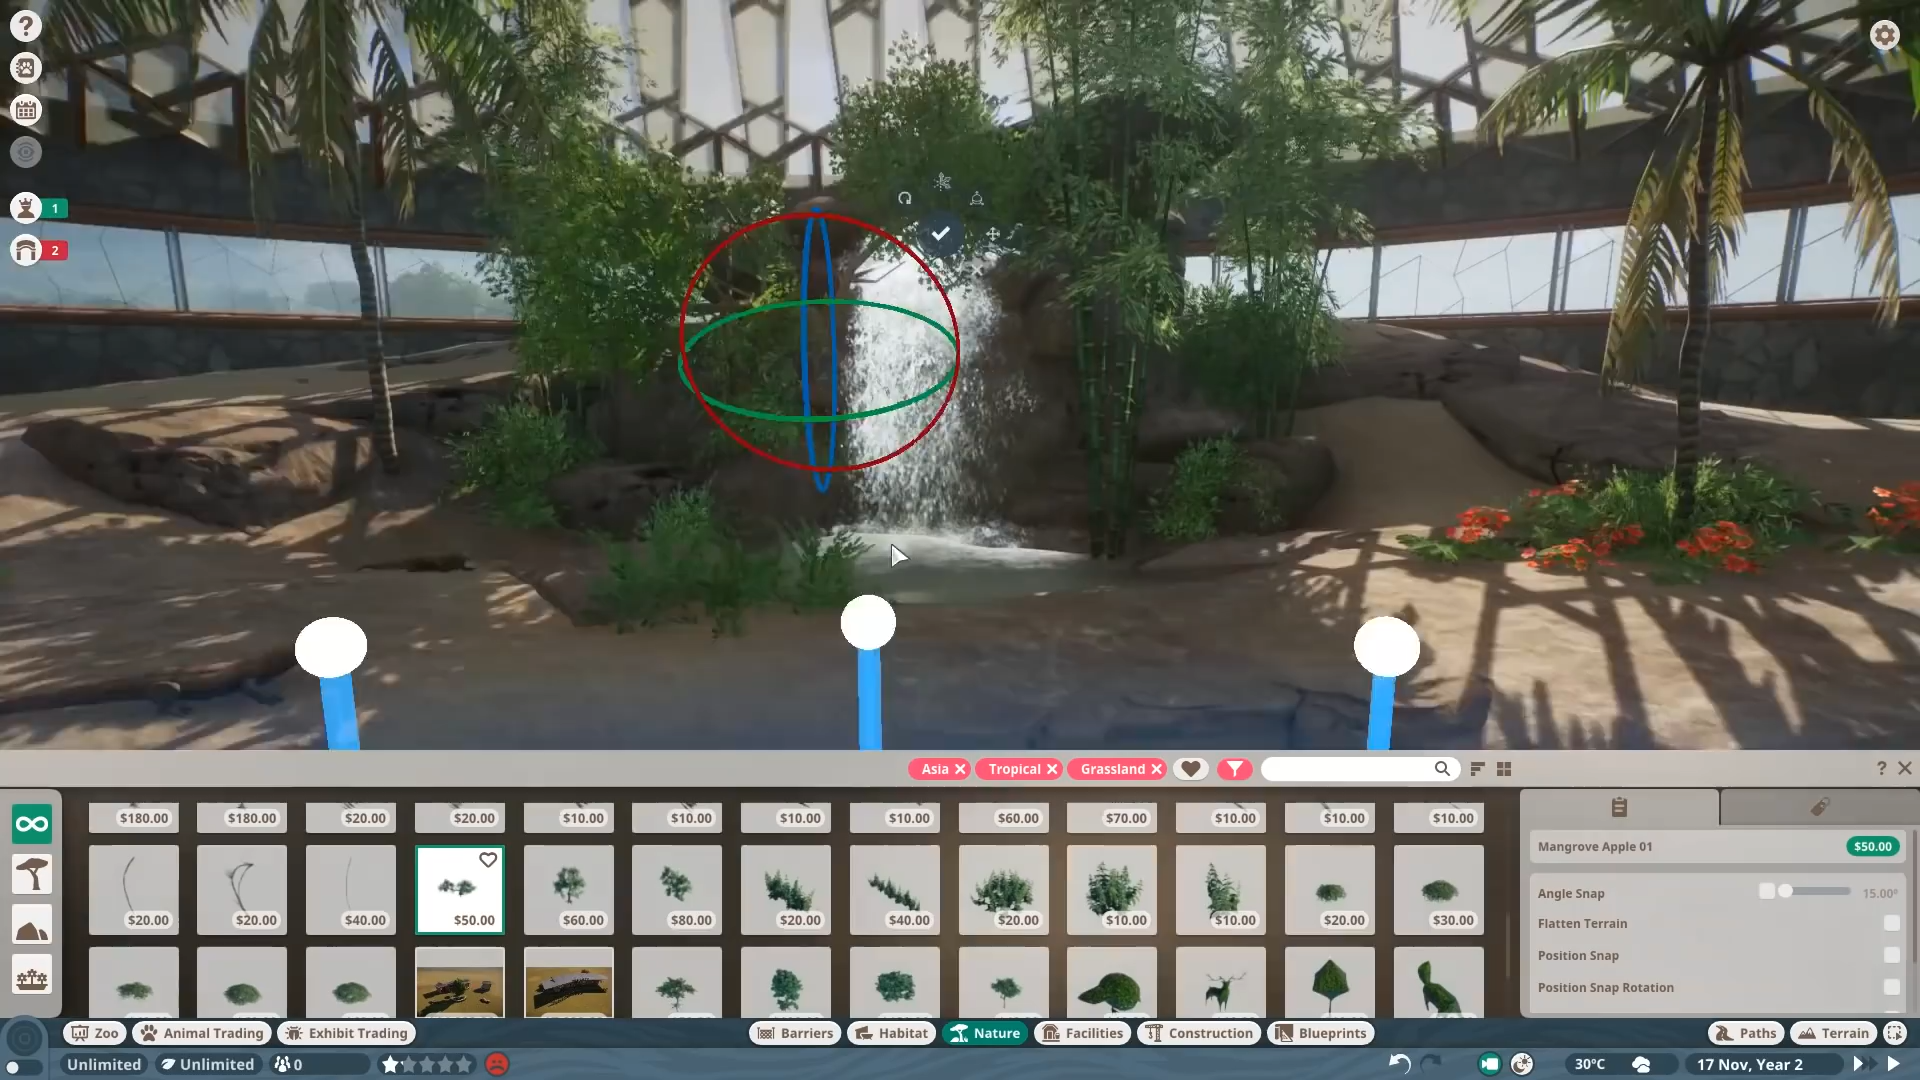 ?
1
2
Asia ✕ Tropical ✕ Grassland ✕
? ✕
$180.00 $180.00 $20.00 $20.00 $10.00 $10.00 $10.00 $10.00 $60.00 $70.00 $10.00 $10.00 $10.00
$20.00 $20.00 $40.00 $50.00 $60.00 $80.00 $20.00 $40.00 $20.00 $10.00 $10.00 $20.00 $30.00
Mangrove Apple 01 $50.00
Angle Snap 15.00°
Flatten Terrain
Position Snap
Position Snap Rotation
Zoo Animal Trading Exhibit Trading Barriers Habitat Nature Facilities Construction Blueprints Paths Terrain
Unlimited Unlimited 0 30°C 17 Nov, Year 2